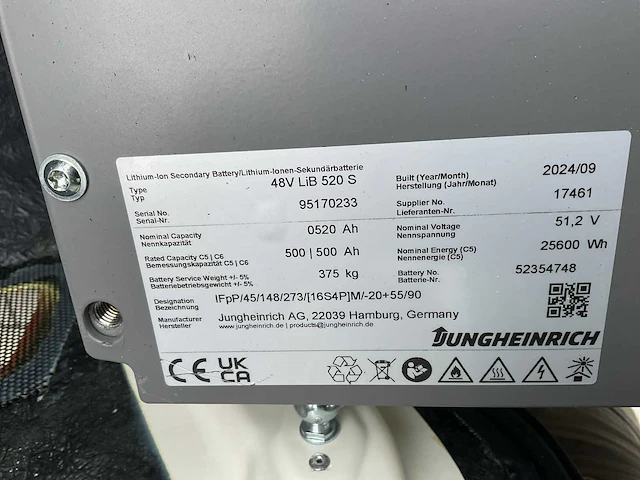 Lithium-Ion Secondary Battery/Lithium-Ionen-Sekundärbatterie
Type
Typ
48V LiB 520 S
Built (Year/Month)
Herstellung (Jahr/Monat)
2024/09
Serial No.
Serial-Nr.
95170233
Supplier No.
Lieferanten-Nr.
17461
Nominal Capacity
Nennkapazität
0520 Ah
Nominal Voltage
Nennspannung
51,2 V
Rated Capacity C5 | C6
Bemessungskapazität C5 | C6
500 | 500 Ah
Nominal Energy (C5)
Nennenergie (C5)
25600 Wh
Battery Service Weight +/- 5%
Batteriebetriebsgewicht +/- 5%
375 kg
Battery No.
Batterie-Nr.
52354748
Designation
Bezeichnung
IFpP/45/148/273/[16S4P]M/-20+55/90
Manufacturer
Hersteller
Jungheinrich AG, 22039 Hamburg, Germany
www.jungheinrich.de | products@jungheinrich.de
JUNGHEINRICH
CE
UK
CA